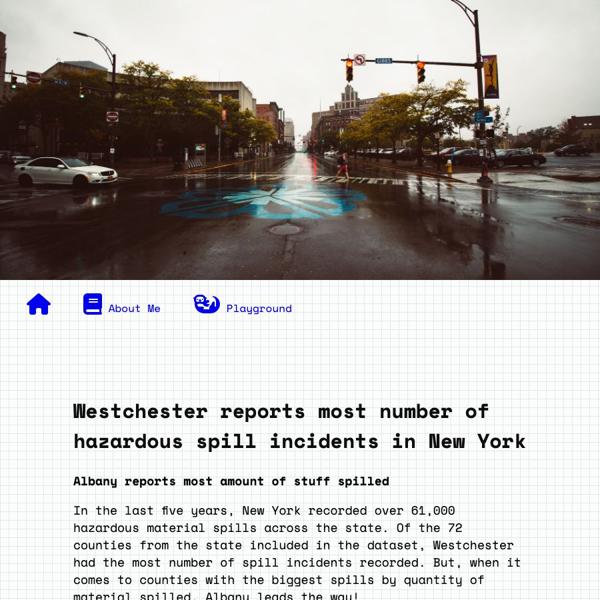 About Me
Playground
Westchester reports most number of
hazardous spill incidents in New York
Albany reports most amount of stuff spilled
In the last five years, New York recorded over 61,000
hazardous material spills across the state. Of the 72
counties from the state included in the dataset, Westchester
had the most number of spill incidents recorded. But, when it
comes to counties with the biggest spills by quantity of
material spilled, Albany leads the way!